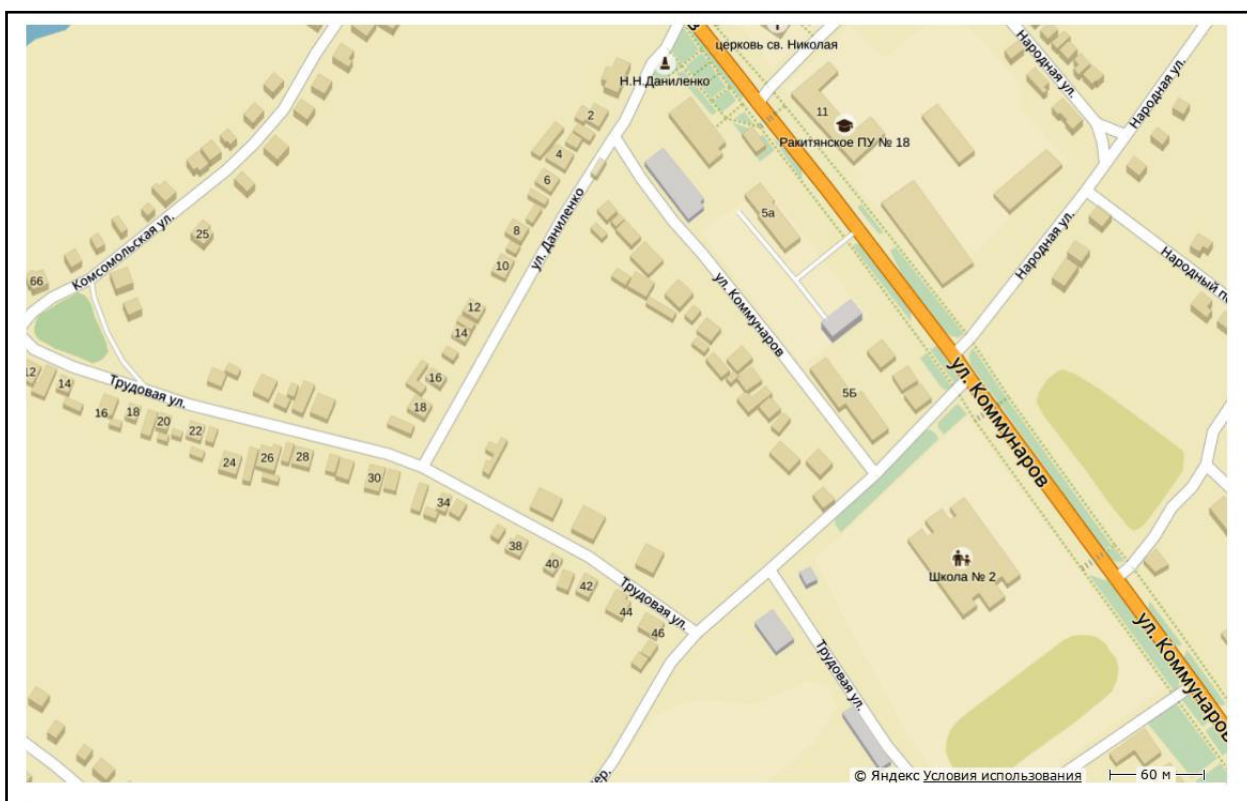 церковь св. Николая
Н.Н.Даниленко
Народная ул.
Народная ул.
2
11
Ракитянское ПУ № 18
4
6
5а
8
ул. Даниленко
10
25
Комсомольская ул.
66
Народная ул.
ул. Коммунаров
12
14
16
18
5Б
ул. Коммунаров
12
14
Трудовая ул.
16
18
20
22
24
26
28
30
34
38
40
42
44
46
Трудовая ул.
Школа № 2
Трудовая ул.
ул. Коммунаров
© Яндекс Условия использования
60 м